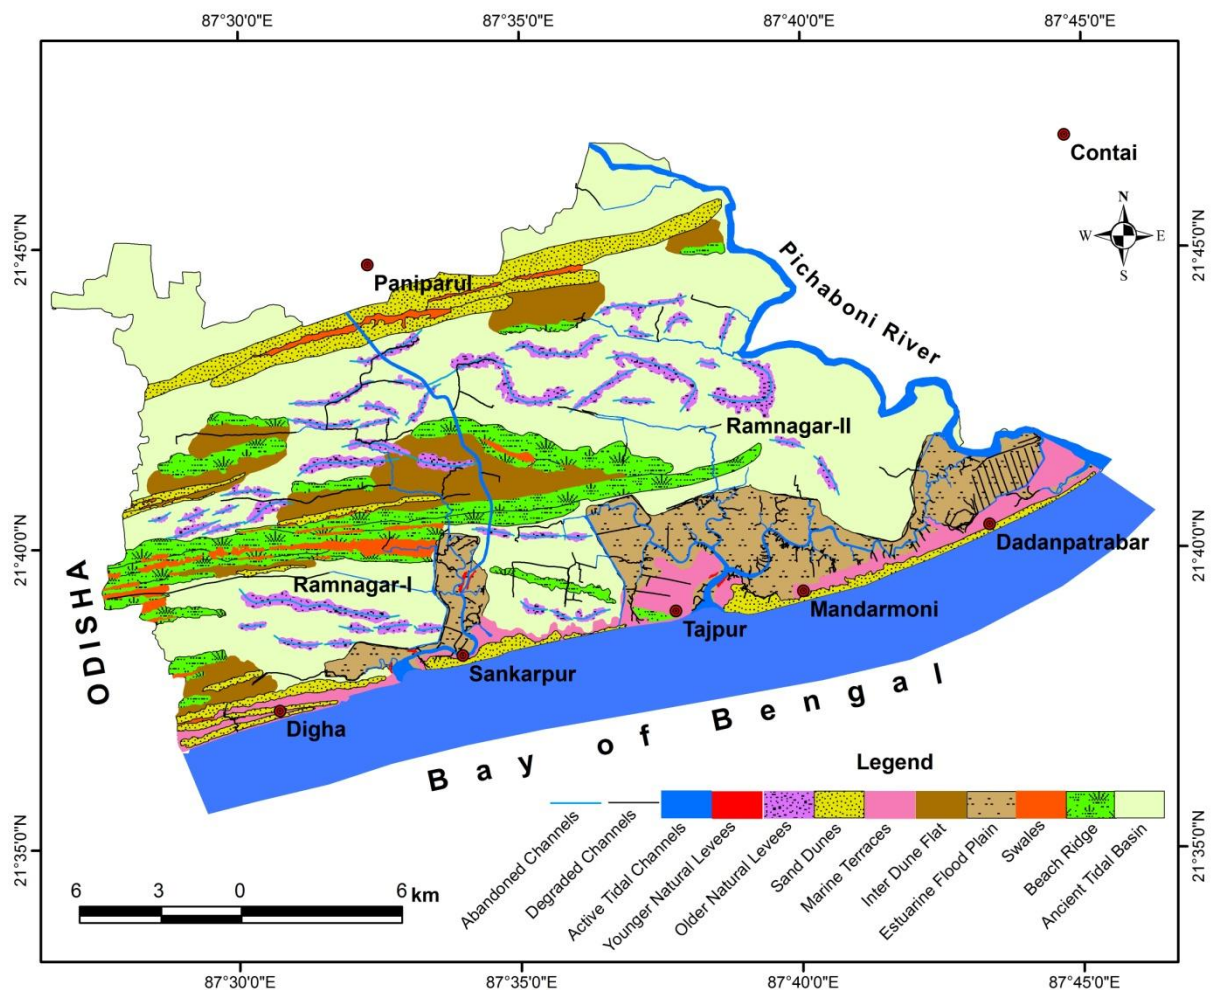 87°30'0"E 87°35'0"E 87°40'0"E 87°45'0"E
Contai
N
W E
S
21°45'0"N 21°45'0"N
Paniparul
Pichaboni River
Ramnagar-II
21°40'0"N 21°40'0"N
Dadanpatrabar
ODISHA
Ramnagar-I
Mandarmoni
Tajpur
Sankarpur
Digha
Bay of Bengal
Legend
Abandoned Channels
Degraded Channels
Active Tidal Channels
Younger Natural Levees
Older Natural Levees
Sand Dunes
Marine Terraces
Inter Dune Flat
Estuarine Flood Plain
Swales
Beach Ridge
Ancient Tidal Basin
21°35'0"N 21°35'0"N
6 3 0 6 km
87°30'0"E 87°35'0"E 87°40'0"E 87°45'0"E